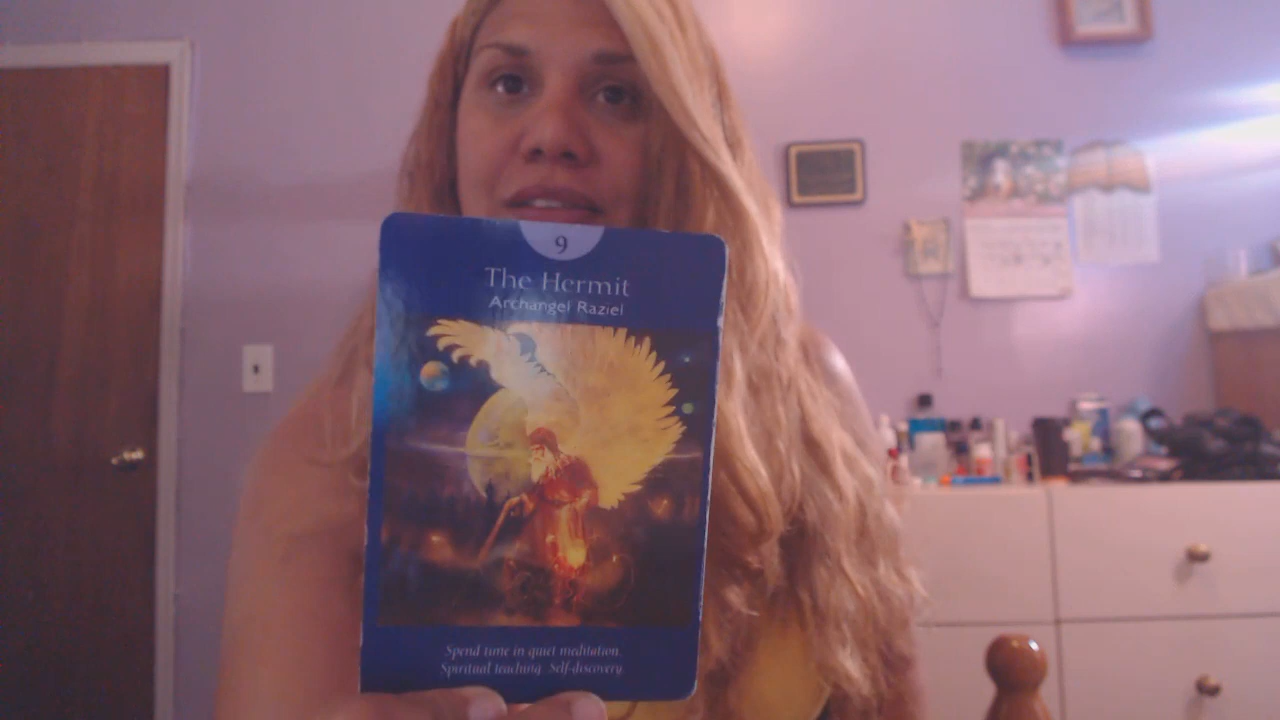 9
The Hermit
Archangel Raziel
Spend time in quiet meditation.
Spiritual teaching. Self-discovery.